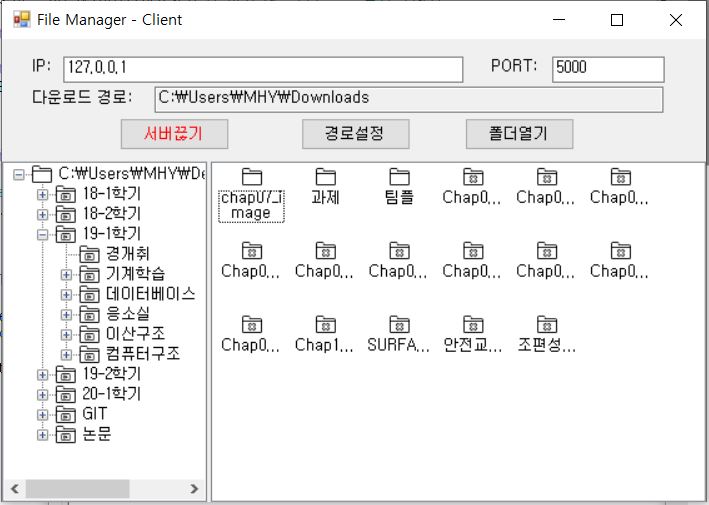 File Manager - Client
IP: 127.0.0.1 PORT: 5000
다운로드 경로: C:₩Users₩MHY₩Downloads
서버끊기 경로설정 폴더열기
C:₩Users₩MHY₩De
18-1학기
18-2학기
19-1학기
경개취
기계학습
데이터베이스
응소실
이산구조
컴퓨터구조
19-2학기
20-1학기
GIT
논문
chap07_i
mage
과제 팀플 Chap0,,, Chap0,,, Chap0,,,
Chap0,,, Chap0,,, Chap0,,, Chap0,,, Chap0,,, Chap0,,,
Chap0,,, Chap1,,, SURFA,,, 안전교,,, 조편성,,,